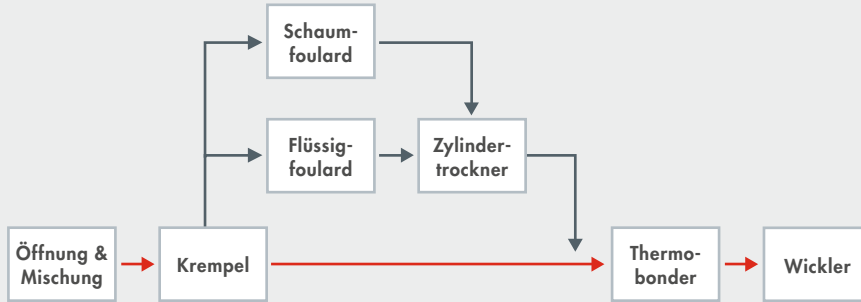 Schaum-
foulard
Flüssig-
foulard
Zylinder-
trockner
Öffnung &
Mischung
Krempel
Thermo-
bonder
Wickler